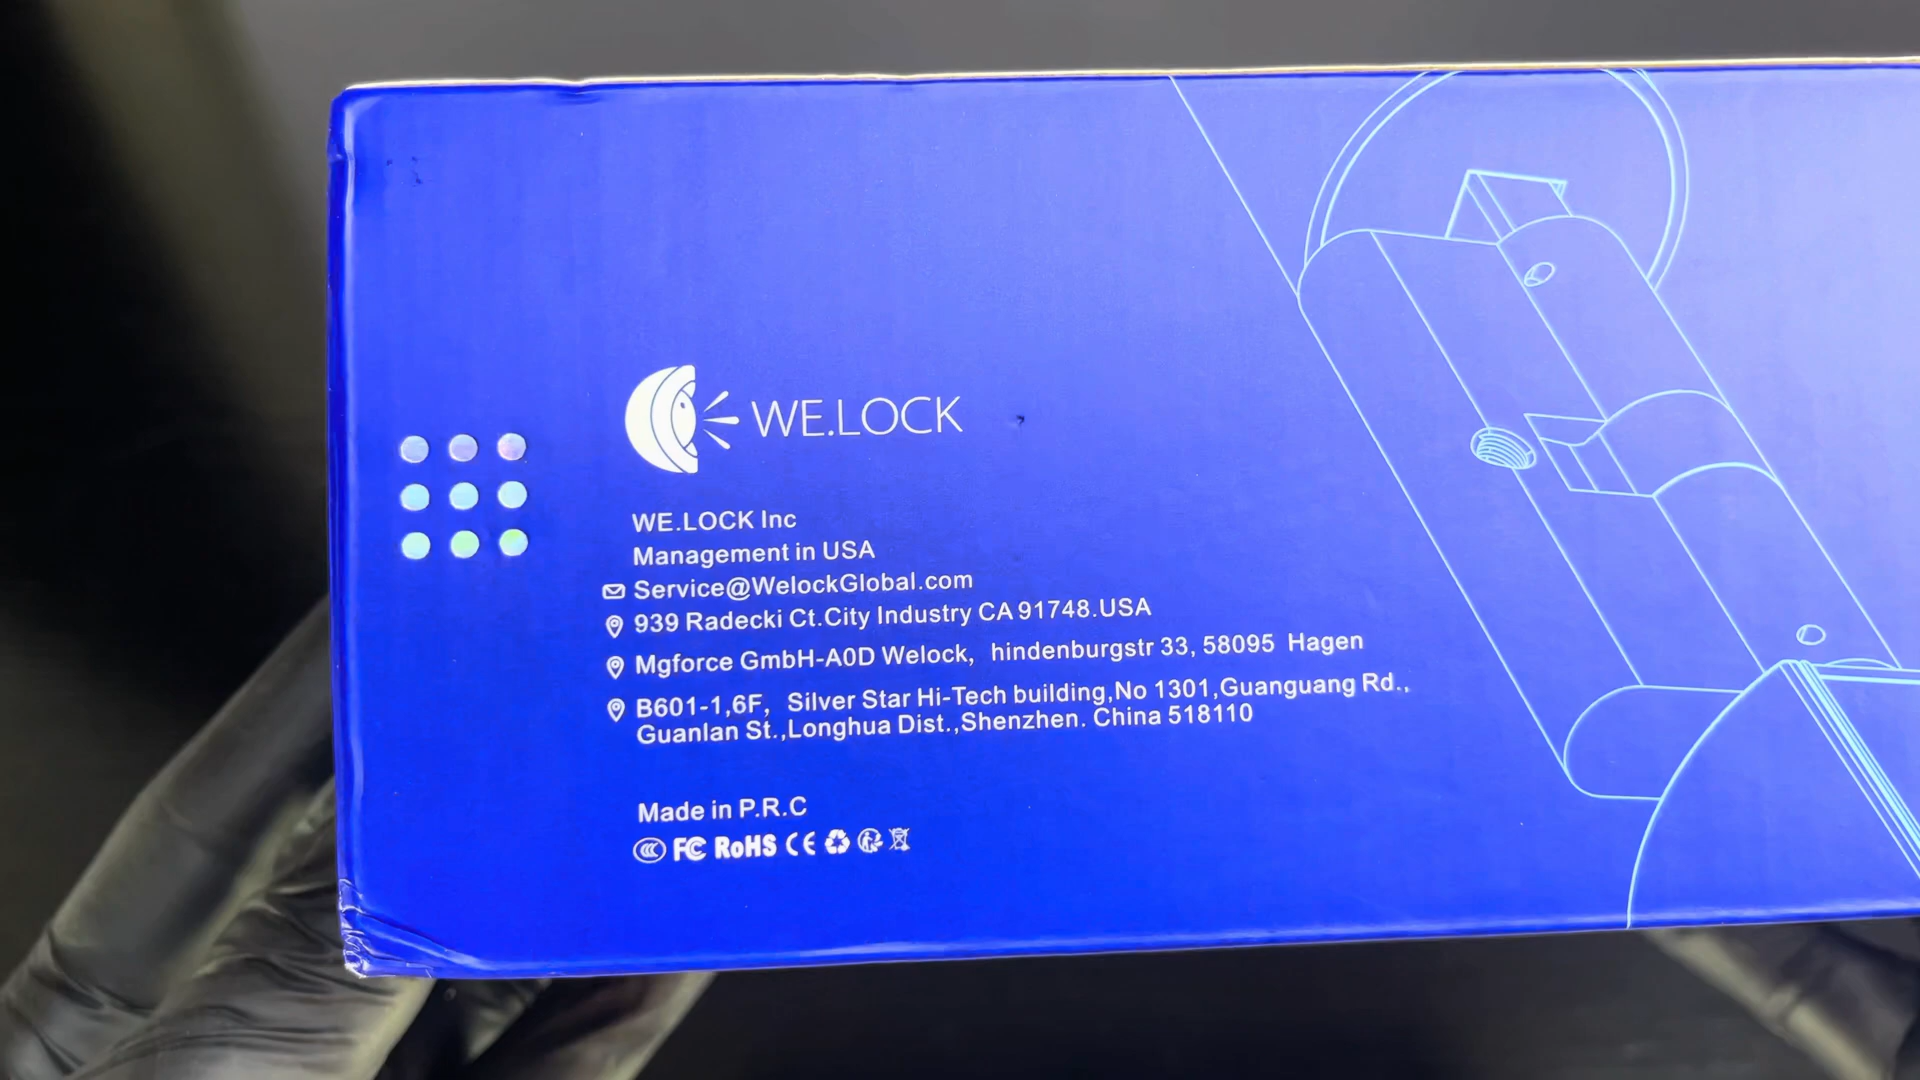 WE.LOCK
WE.LOCK Inc
Management in USA
Service@WelockGlobal.com
939 Radecki Ct.City Industry CA 91748.USA
Mgforce GmbH-A0D Welock, hindenburgstr 33, 58095 Hagen
B601-1,6F, Silver Star Hi-Tech building,No 1301,Guanguang Rd.,
Guanlan St.,Longhua Dist.,Shenzhen. China 518110
Made in P.R.C
CCC FC RoHS CE